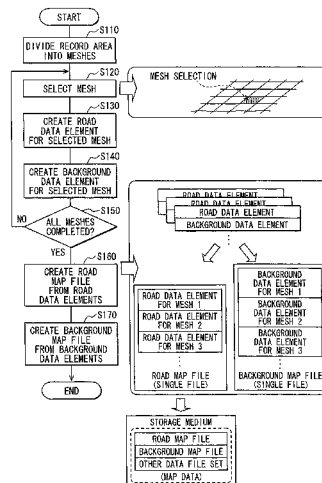 START
S110
DIVIDE RECORD AREA
INTO MESHES
S120
SELECT MESH
S130
CREATE ROAD
DATA ELEMENT
FOR SELECTED MESH
S140
CREATE BACKGROUND
DATA ELEMENT
FOR SELECTED MESH
S150
ALL MESHES
COMPLETED?
NO
YES
S160
CREATE ROAD
MAP FILE
FROM ROAD
DATA ELEMENTS
S170
CREATE BACKGROUND
MAP FILE
FROM BACKGROUND
DATA ELEMENTS
END
MESH SELECTION
ROAD DATA ELEMENT
ROAD DATA ELEMENT
ROAD DATA ELEMENT
BACKGROUND DATA ELEMENT
ROAD DATA ELEMENT
FOR MESH 1
ROAD DATA ELEMENT
FOR MESH 2
ROAD DATA ELEMENT
FOR MESH 3
ROAD MAP FILE
(SINGLE FILE)
BACKGROUND
DATA ELEMENT
FOR MESH 1
BACKGROUND
DATA ELEMENT
FOR MESH 2
BACKGROUND
DATA ELEMENT
FOR MESH 3
BACKGROUND MAP FILE
(SINGLE FILE)
STORAGE MEDIUM
ROAD MAP FILE
BACKGROUND MAP FILE
OTHER DATA FILE SET
(MAP DATA)